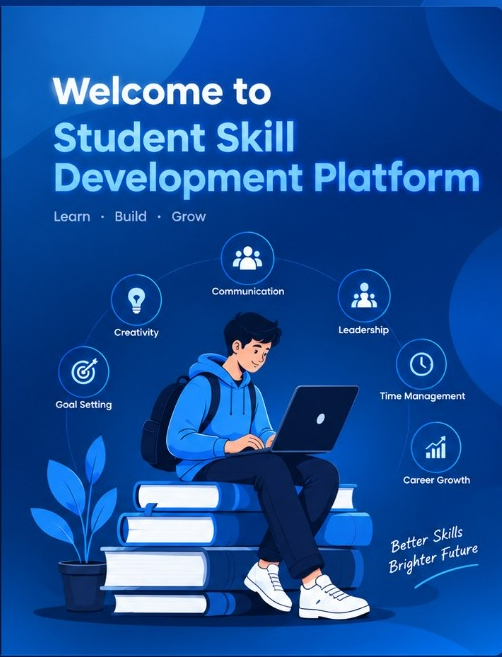 Welcome to
Student Skill
Development Platform
Learn · Build · Grow
Communication
Creativity
Leadership
Goal Setting
Time Management
Career Growth
Better Skills
Brighter Future